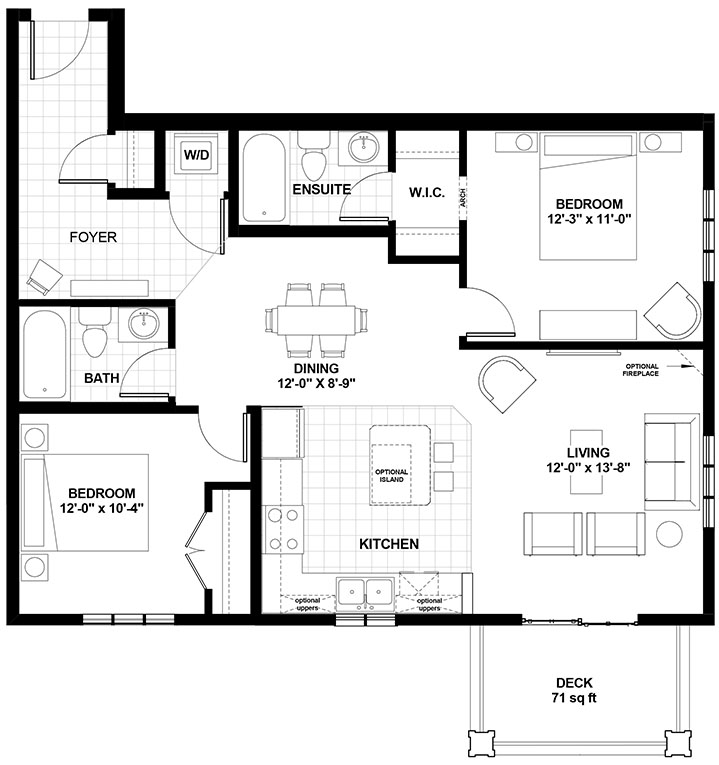 W/D
ENSUITE
W.I.C.
ARCH
BEDROOM
12'-3" x 11'-0"
FOYER
BATH
DINING
12'-0" X 8'-9"
OPTIONAL
FIREPLACE
LIVING
12'-0" x 13'-8"
OPTIONAL
ISLAND
BEDROOM
12'-0" x 10'-4"
KITCHEN
optional
uppers
optional
uppers
DECK
71 sq ft